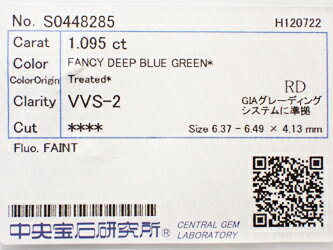 No. S0448285 H120722
Carat 1.095 ct
Color FANCY DEEP BLUE GREEN*
ColorOrigin Treated*
Clarity VVS-2 RD
GIAグレーディング
システムに準拠
Cut **** Size 6.37 - 6.49 × 4.13 mm
Fluo. FAINT
中央宝石研究所® CENTRAL GEM
LABORATORY